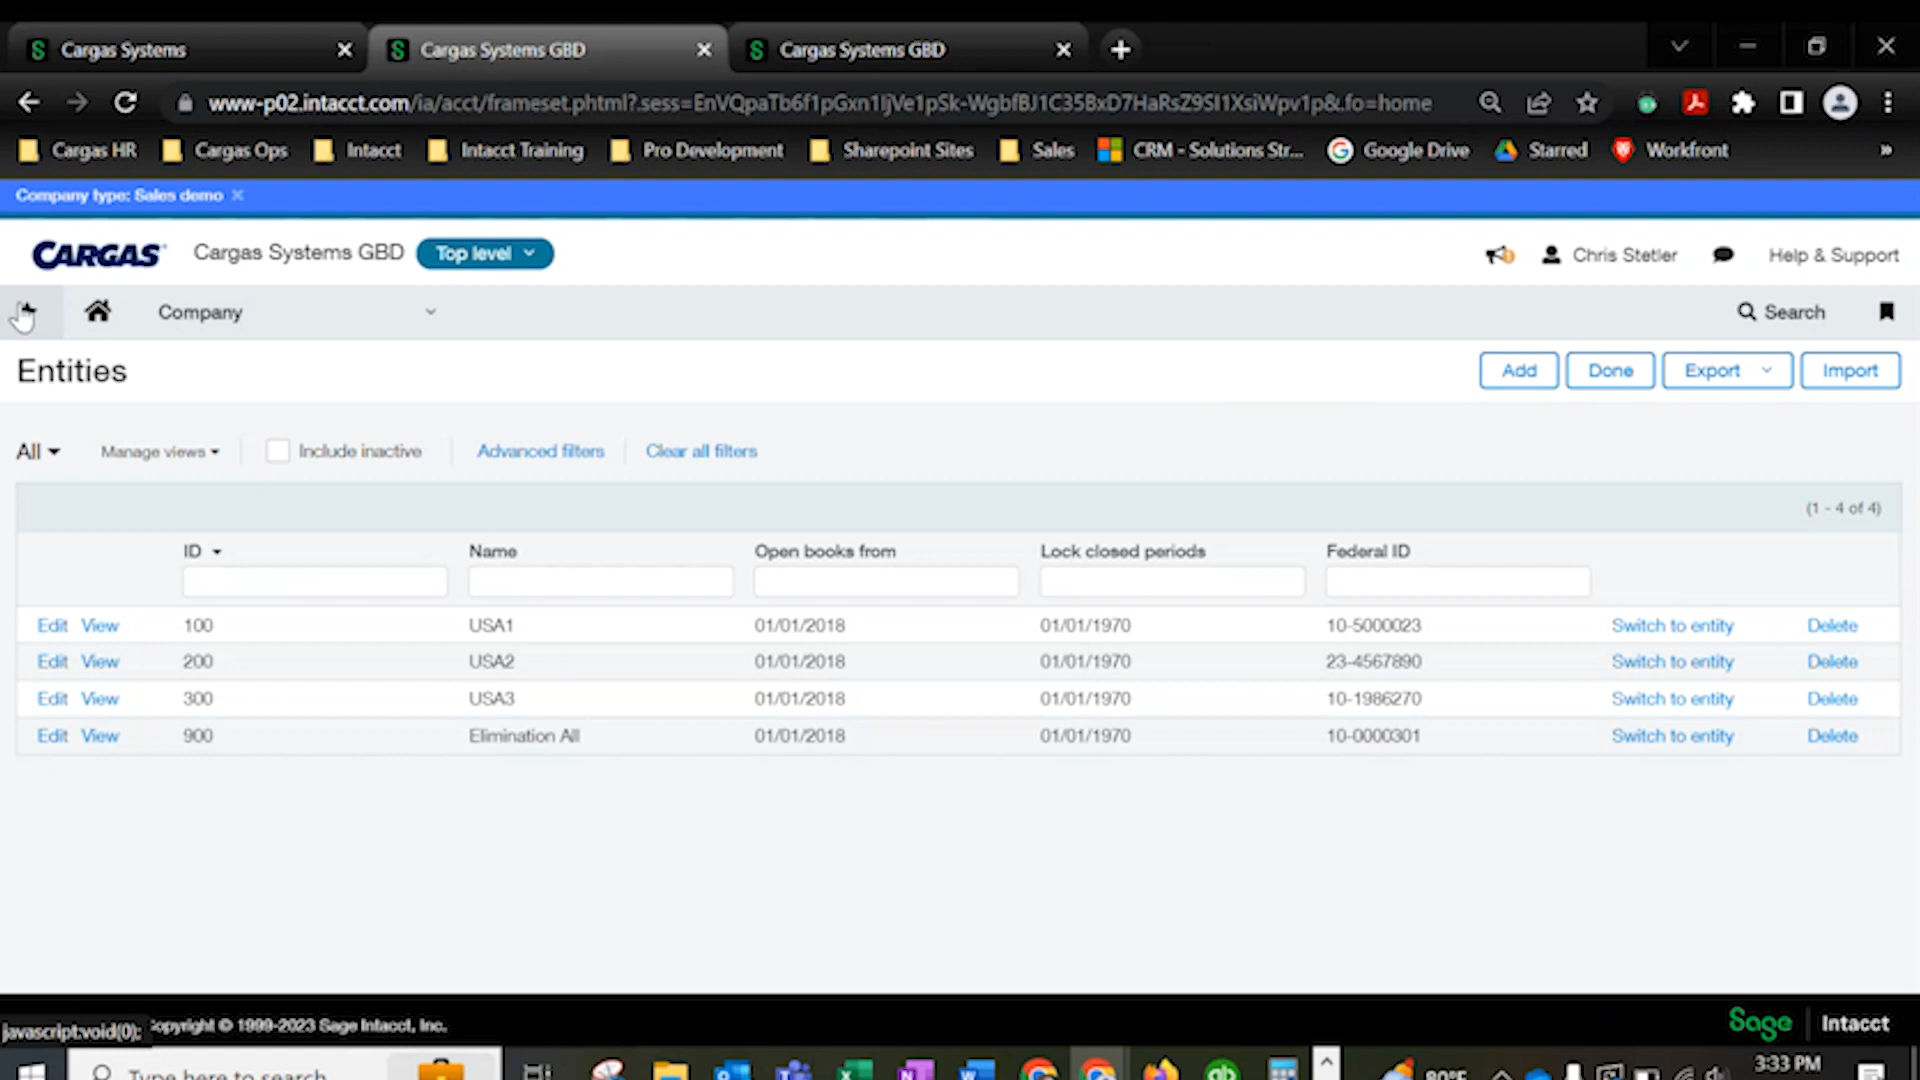 Cargas Systems
Cargas Systems GBD
Cargas Systems GBD
www-p02.intacct.com/ia/acct/frameset.phtml?.sess=EnVQpaTb6f1pGxn1IjVe1pSk-WgbfBJ1C35BxD7HaRsZ9SI1XsiWpv1p&.fo=home
Cargas HR Cargas Ops Intacct Intacct Training Pro Development Sharepoint Sites Sales CRM - Solutions Str... Google Drive Starred Workfront »
Company type: Sales demo
CARGAS Cargas Systems GBD Top level Chris Stetler Help & Support
Company Search
Entities Add Done Export Import
All Manage views Include inactive Advanced filters Clear all filters
(1 - 4 of 4)
ID Name Open books from Lock closed periods Federal ID
Edit View 100 USA1 01/01/2018 01/01/1970 10-5000023 Switch to entity Delete
Edit View 200 USA2 01/01/2018 01/01/1970 23-4567890 Switch to entity Delete
Edit View 300 USA3 01/01/2018 01/01/1970 10-1986270 Switch to entity Delete
Edit View 900 Elimination All 01/01/2018 01/01/1970 10-0000301 Switch to entity Delete
javascript:void(0); opyright © 1999-2023 Sage Intacct, Inc. Sage Intacct
Type here to search 80°F 3:33 PM